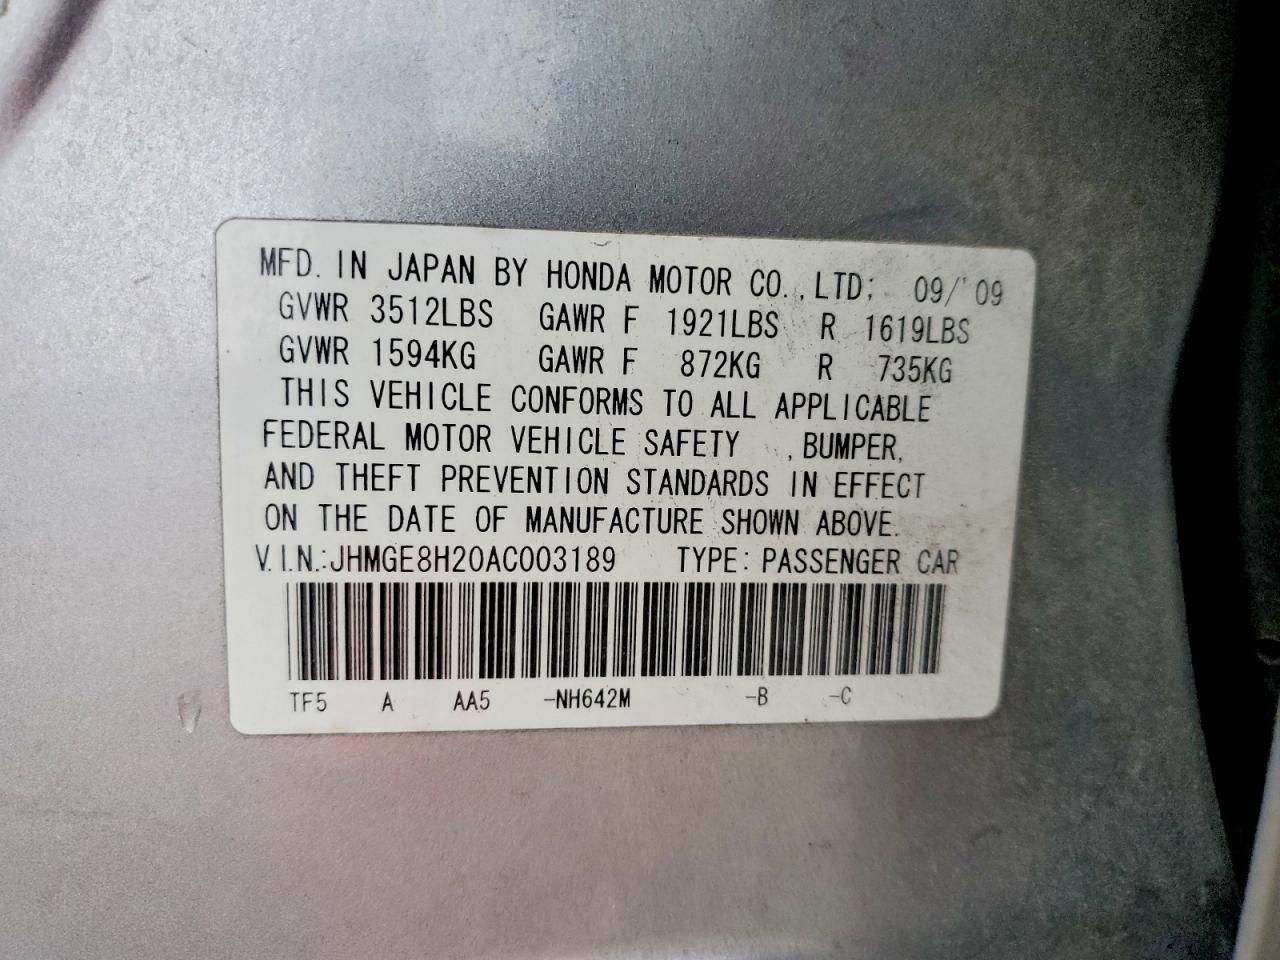 MFD. IN JAPAN BY HONDA MOTOR CO.,LTD; 09/'09
GVWR 3512LBS GAWR F 1921LBS R 1619LBS
GVWR 1594KG GAWR F 872KG R 735KG
THIS VEHICLE CONFORMS TO ALL APPLICABLE
FEDERAL MOTOR VEHICLE SAFETY , BUMPER,
AND THEFT PREVENTION STANDARDS IN EFFECT
ON THE DATE OF MANUFACTURE SHOWN ABOVE.
V.I.N.:JHMGE8H20AC003189 TYPE: PASSENGER CAR
TF5 A AA5 -NH642M -B -C